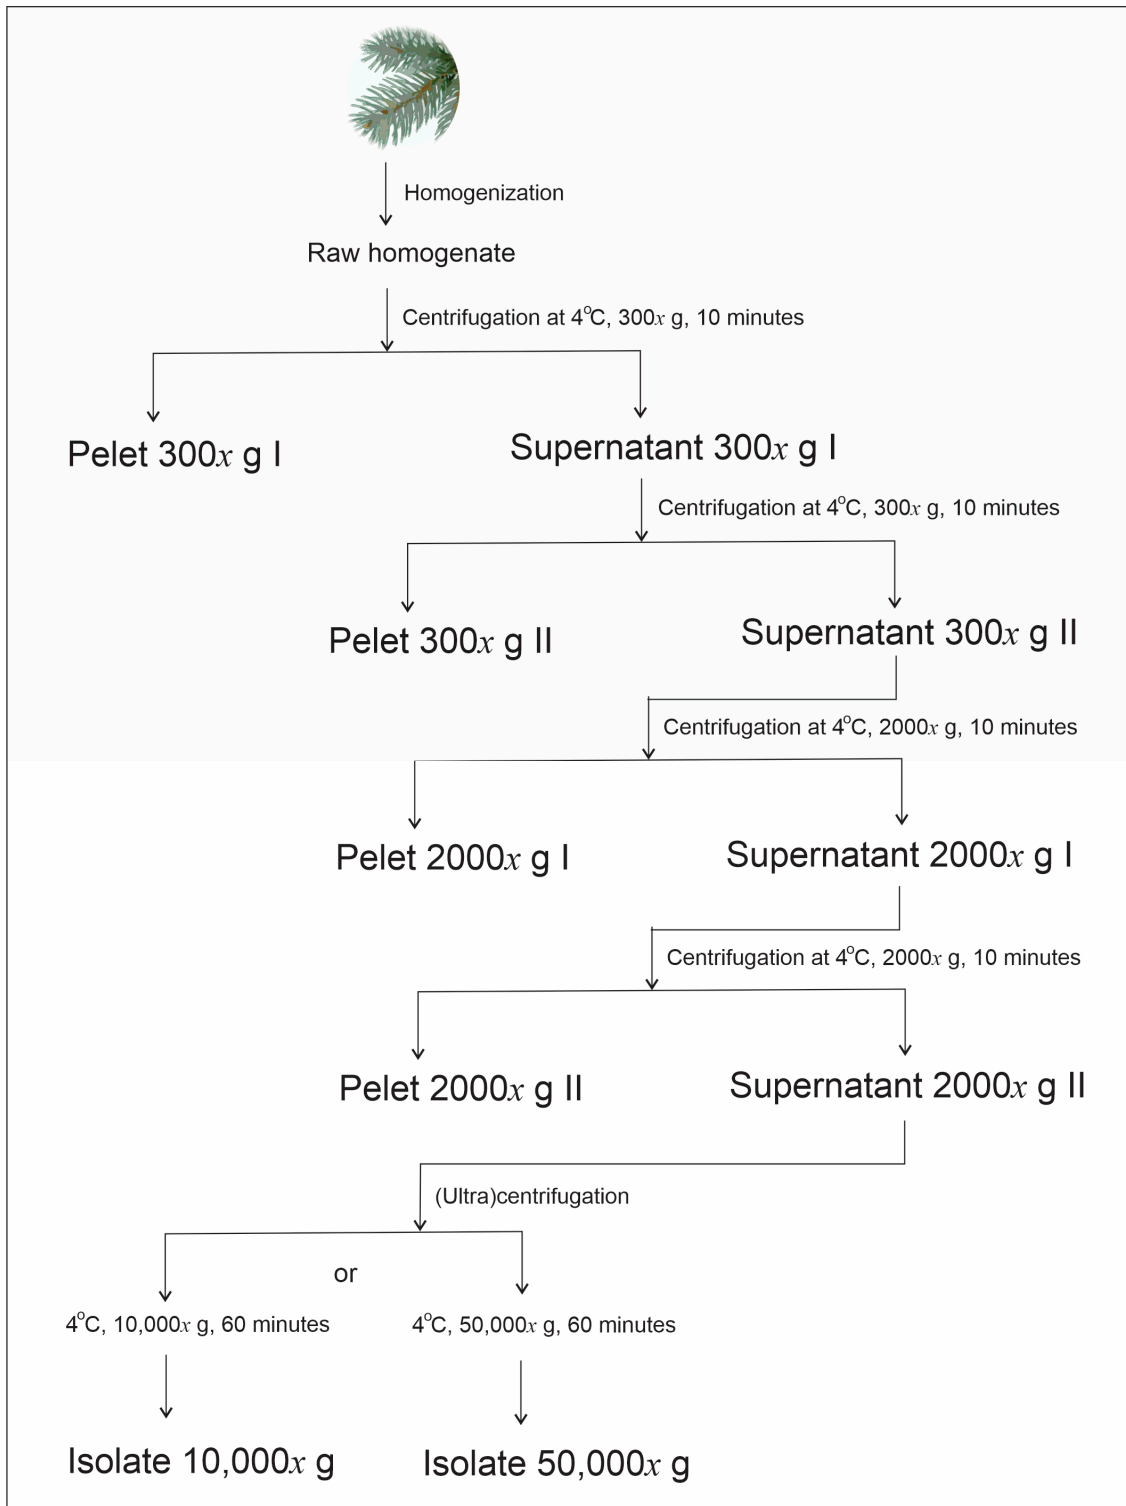 Homogenization
Raw homogenate
Centrifugation at 4°C, 300x g, 10 minutes
Pelet 300x g I
Supernatant 300x g I
Centrifugation at 4°C, 300x g, 10 minutes
Pelet 300x g II
Supernatant 300x g II
Centrifugation at 4°C, 2000x g, 10 minutes
Pelet 2000x g I
Supernatant 2000x g I
Centrifugation at 4°C, 2000x g, 10 minutes
Pelet 2000x g II
Supernatant 2000x g II
(Ultra)centrifugation
or
4°C, 10,000x g, 60 minutes
4°C, 50,000x g, 60 minutes
Isolate 10,000x g
Isolate 50,000x g